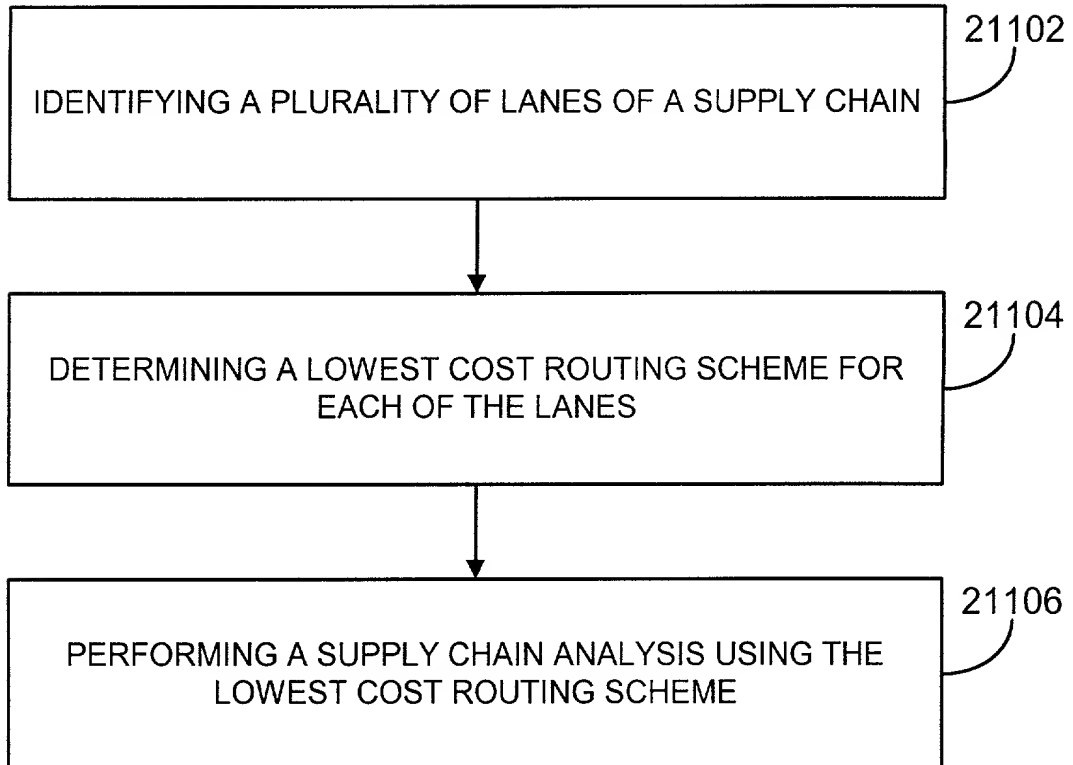 21102
IDENTIFYING A PLURALITY OF LANES OF A SUPPLY CHAIN
21104
DETERMINING A LOWEST COST ROUTING SCHEME FOR
EACH OF THE LANES
21106
PERFORMING A SUPPLY CHAIN ANALYSIS USING THE
LOWEST COST ROUTING SCHEME